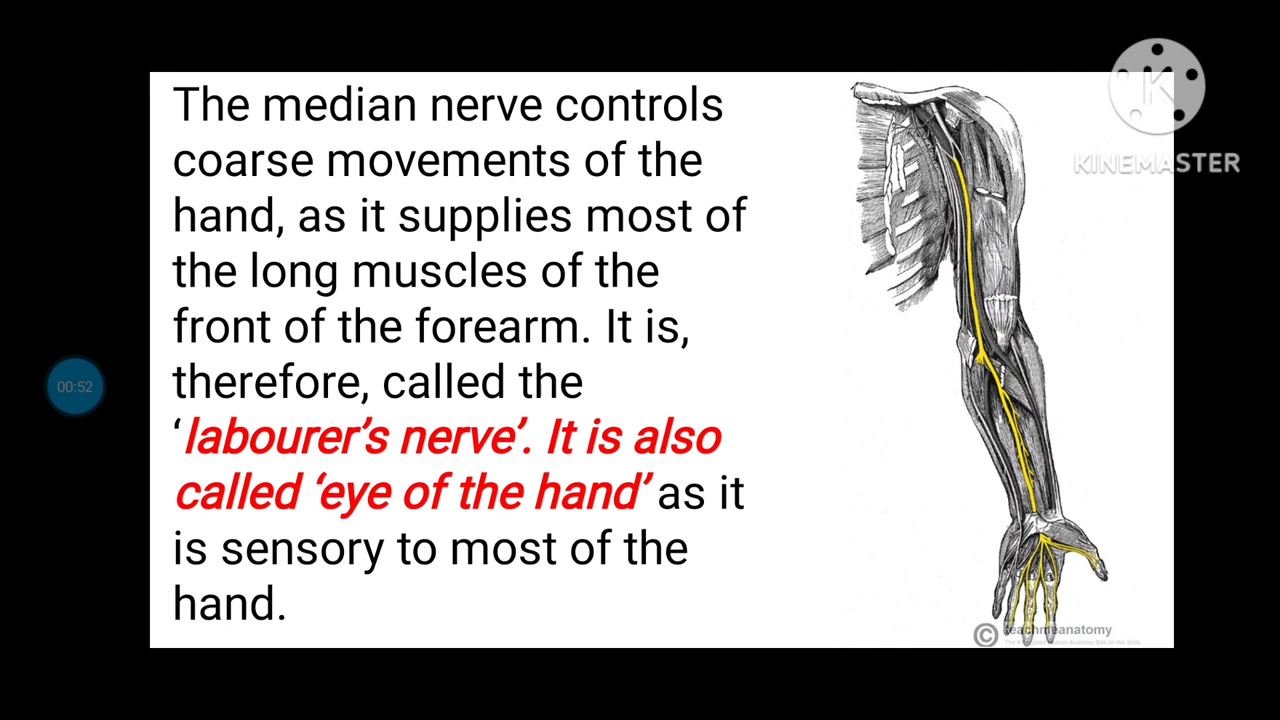 The median nerve controls
coarse movements of the
hand, as it supplies most of
the long muscles of the
front of the forearm. It is,
therefore, called the
‘labourer’s nerve’. It is also
called ‘eye of the hand’ as it
is sensory to most of the
hand.
K
KINEMASTER
00:52
© teachmeanatomy